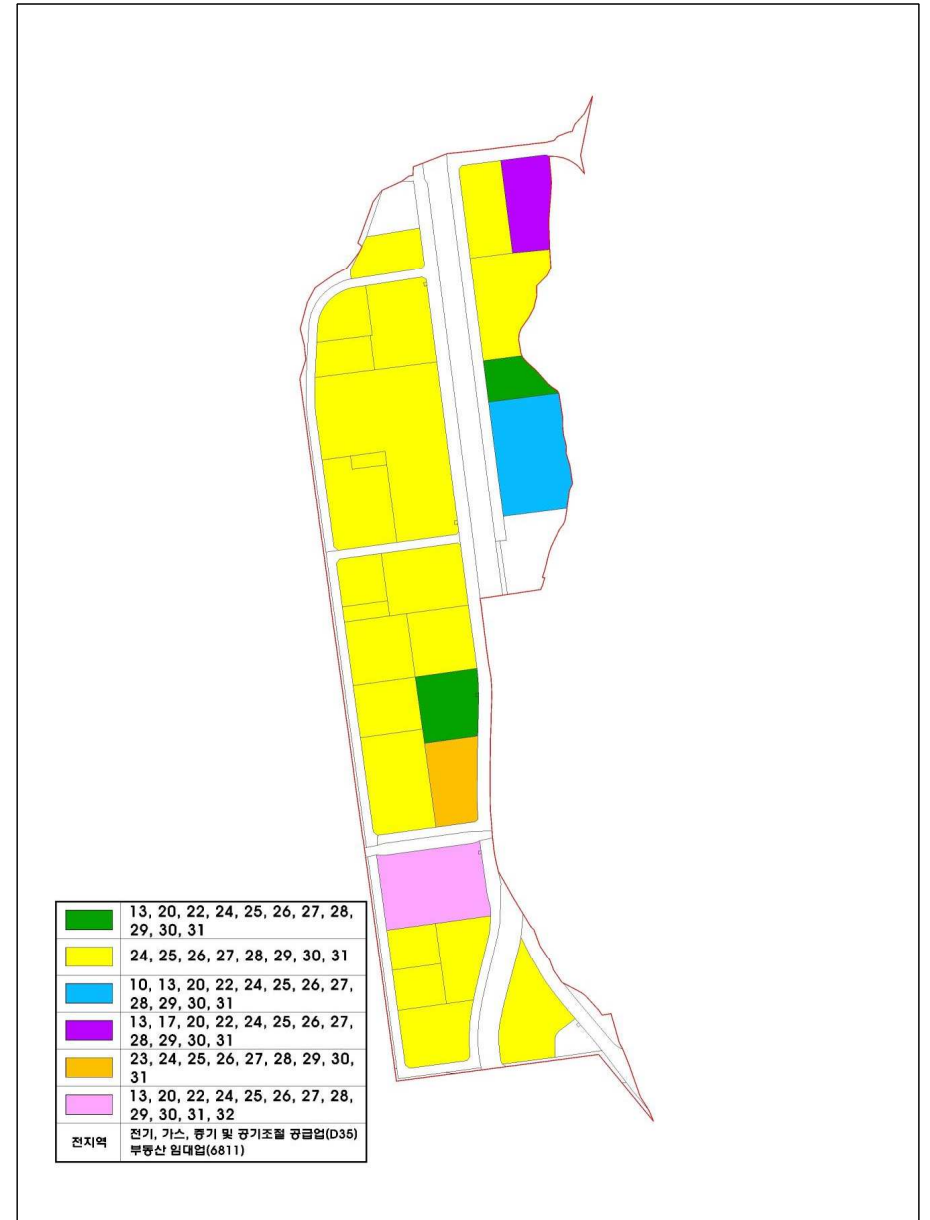 13, 20, 22, 24, 25, 26, 27, 28,
29, 30, 31
24, 25, 26, 27, 28, 29, 30, 31
10, 13, 20, 22, 24, 25, 26, 27,
28, 29, 30, 31
13, 17, 20, 22, 24, 25, 26, 27,
28, 29, 30, 31
23, 24, 25, 26, 27, 28, 29, 30,
31
13, 20, 22, 24, 25, 26, 27, 28,
29, 30, 31, 32
전지역
전기, 가스, 증기 및 공기조절 공급업(D35)
부동산 임대업(6811)